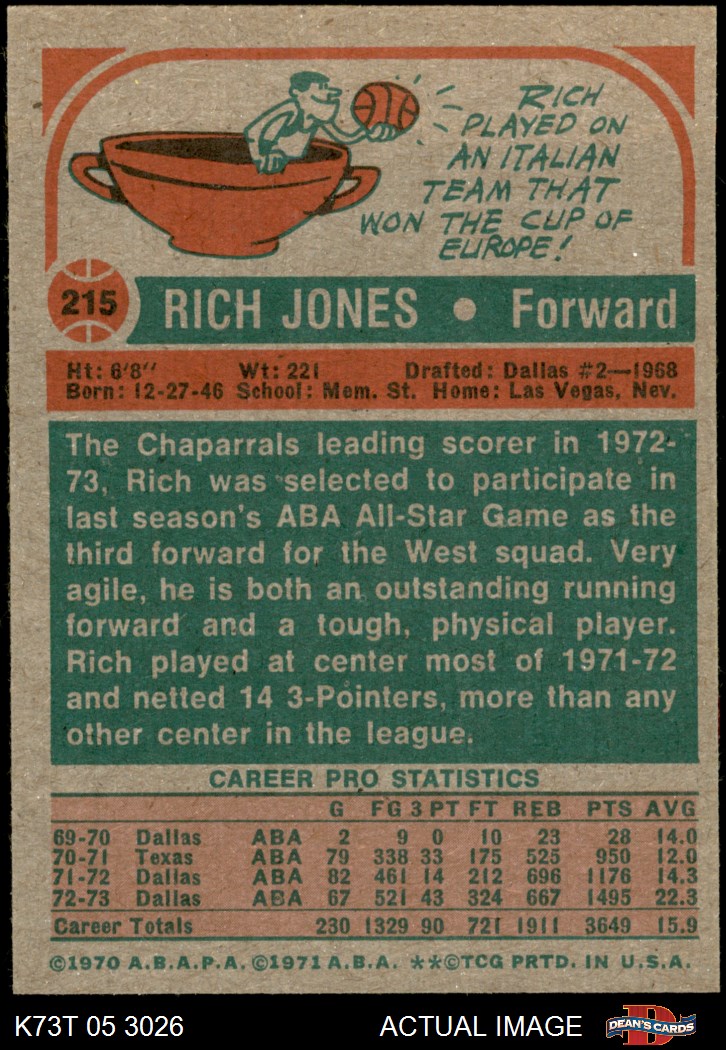 RICH
PLAYED ON
AN ITALIAN
TEAM THAT
WON THE CUP OF
EUROPE!
215 RICH JONES • Forward
Ht: 6'8" Wt: 221 Drafted: Dallas #2—1968
Born: 12-27-46 School: Mem. St. Home: Las Vegas, Nev.
The Chaparrals leading scorer in 1972-
73, Rich was selected to participate in
last season's ABA All-Star Game as the
third forward for the West squad. Very
agile, he is both an outstanding running
forward and a tough, physical player.
Rich played at center most of 1971-72
and netted 14 3-Pointers, more than any
other center in the league.
CAREER PRO STATISTICS
G FG 3 PT FT REB PTS AVG
69-70 Dallas ABA 2 9 0 10 23 28 14.0
70-71 Texas ABA 79 338 33 175 525 950 12.0
71-72 Dallas ABA 82 461 14 212 696 1176 14.3
72-73 Dallas ABA 67 521 43 324 667 1495 22.3
Career Totals 230 1329 90 721 1911 3649 15.9
©1970 A.B.A.P.A. ©1971 A.B.A. **©TCG PRTD. IN U.S.A.
K73T 05 3026 ACTUAL IMAGE D DEAN'S CARDS